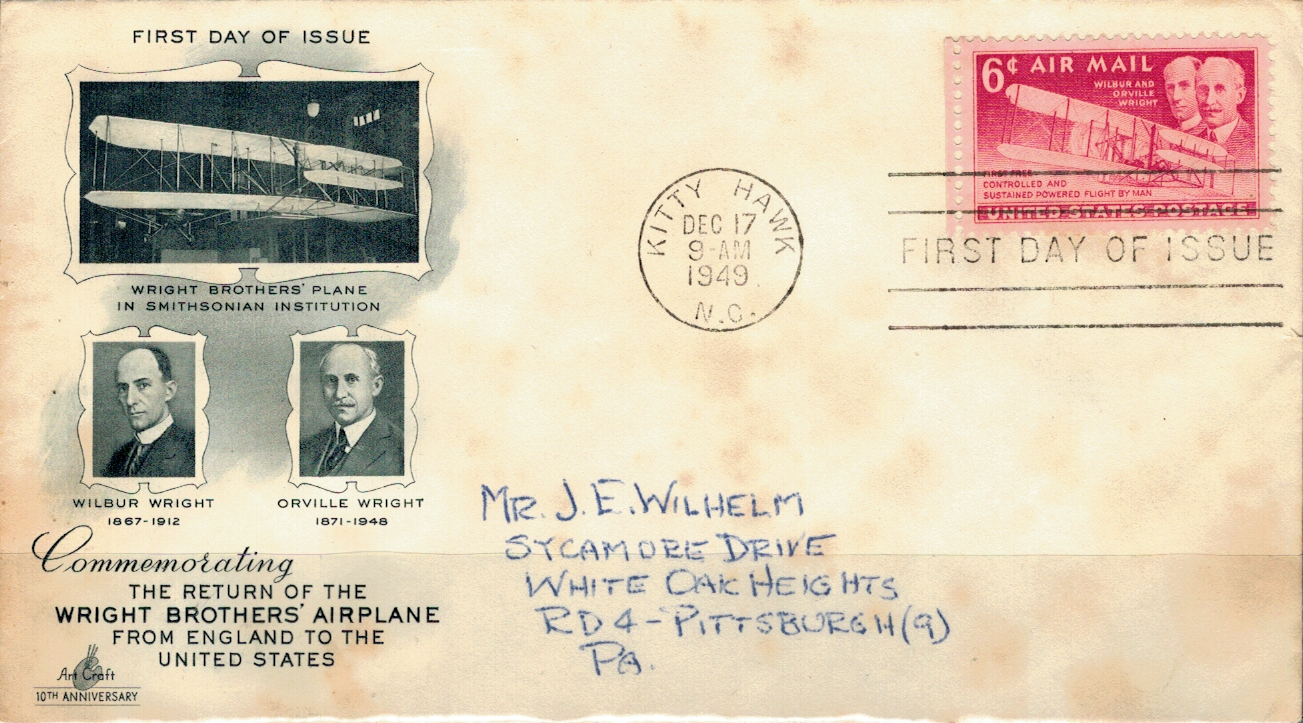 FIRST DAY OF ISSUE
WRIGHT BROTHERS' PLANE
IN SMITHSONIAN INSTITUTION
WILBUR WRIGHT
1867-1912
ORVILLE WRIGHT
1871-1948
Commemorating
THE RETURN OF THE
WRIGHT BROTHERS' AIRPLANE
FROM ENGLAND TO THE
UNITED STATES
Art Craft
10TH ANNIVERSARY
KITTY HAWK
DEC 17
9-AM
1949
N.C.
6¢ AIR MAIL
WILBUR AND
ORVILLE
WRIGHT
FIRST FREE
CONTROLLED AND
SUSTAINED POWERED FLIGHT BY MAN
UNITED STATES POSTAGE
FIRST DAY OF ISSUE
MR. J. E. WILHELM
SYCAMORE DRIVE
WHITE OAK HEIGHTS
RD 4 - PITTSBURGH (9)
PA.